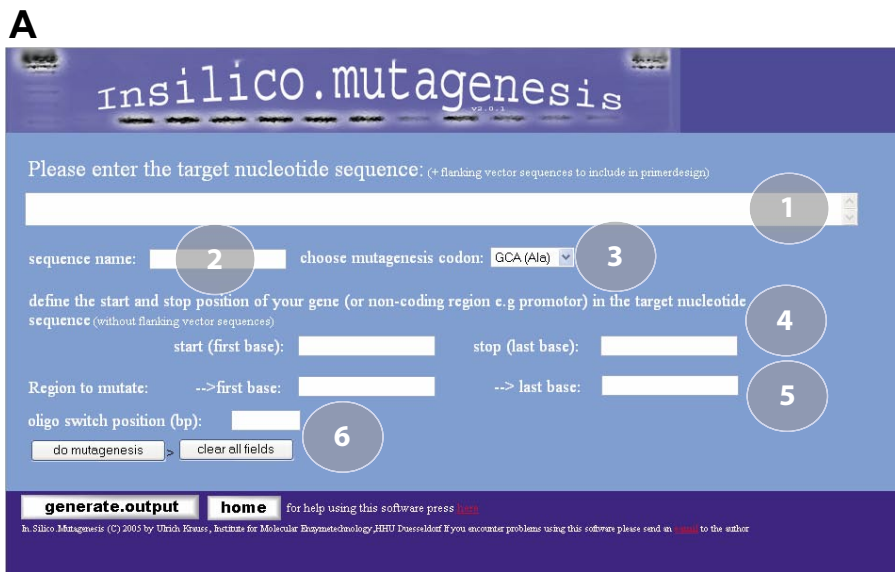 A
Insilico.mutagenesis
v2.0.1
Please enter the target nucleotide sequence: (+ flanking vector sequences to include in primerdesign)
1
sequence name: 2 choose mutagenesis codon: GCA (Ala) 3
define the start and stop position of your gene (or non-coding region e.g promotor) in the target nucleotide
sequence (without flanking vector sequences) 4
start (first base): stop (last base):
Region to mutate: -->first base: --> last base: 5
oligo switch position (bp): 6
do mutagenesis > clear all fields
generate.output home for help using this software press here
In.Silico.Mutagenesis (C) 2005 by Ulrich Krauss, Institute for Molecular Enzymetechnology,HHU Duesseldorf If you encounter problems using this software please send an email to the author